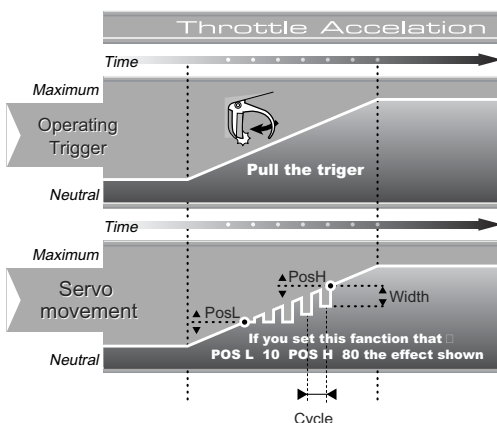 Throttle Accelation
Time
Maximum
Operating
Trigger
Pull the triger
Neutral
Time
Maximum
PosH
Width
Servo
movement
PosL
If you set this fanction that □
POS L 10 POS H 80 the effect shown
Neutral
Cycle